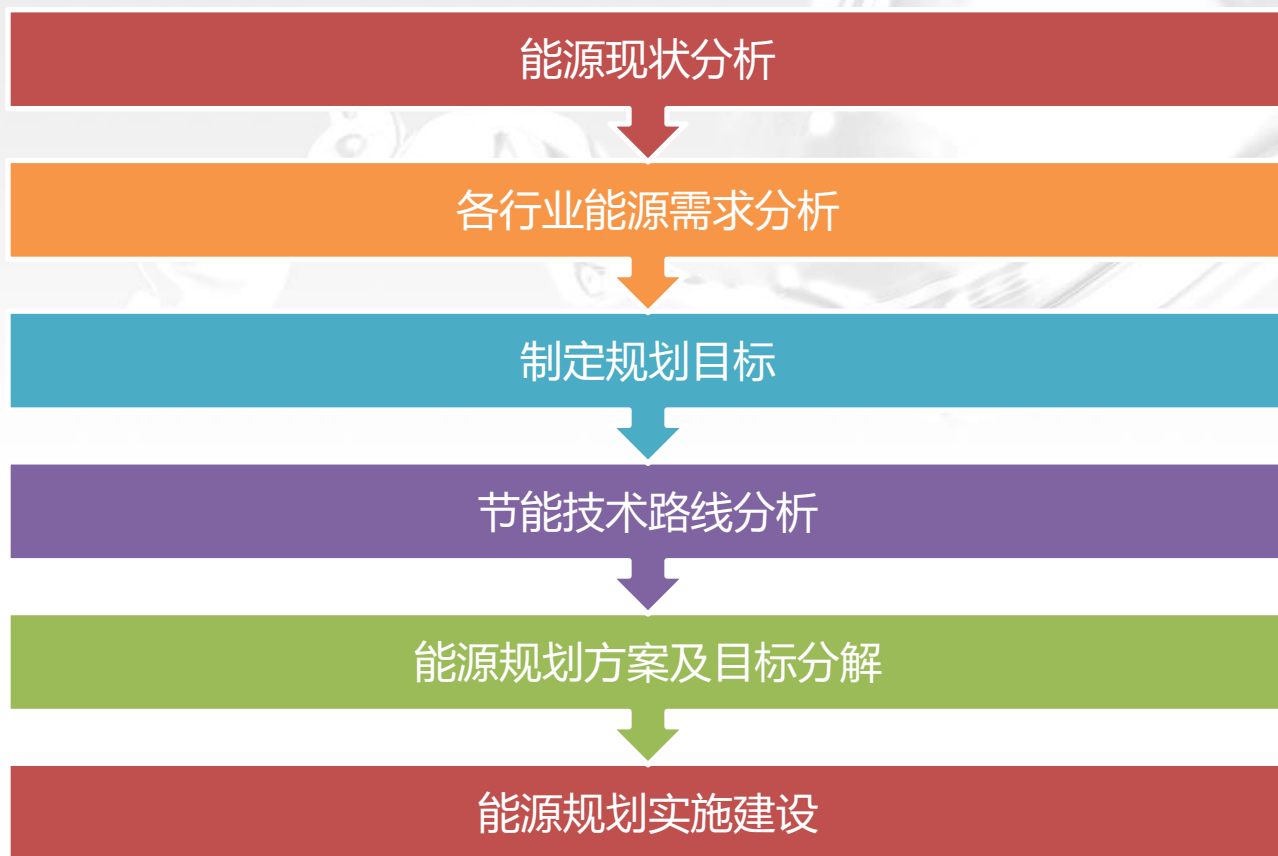 能源现状分析
各行业能源需求分析
制定规划目标
节能技术路线分析
能源规划方案及目标分解
能源规划实施建设